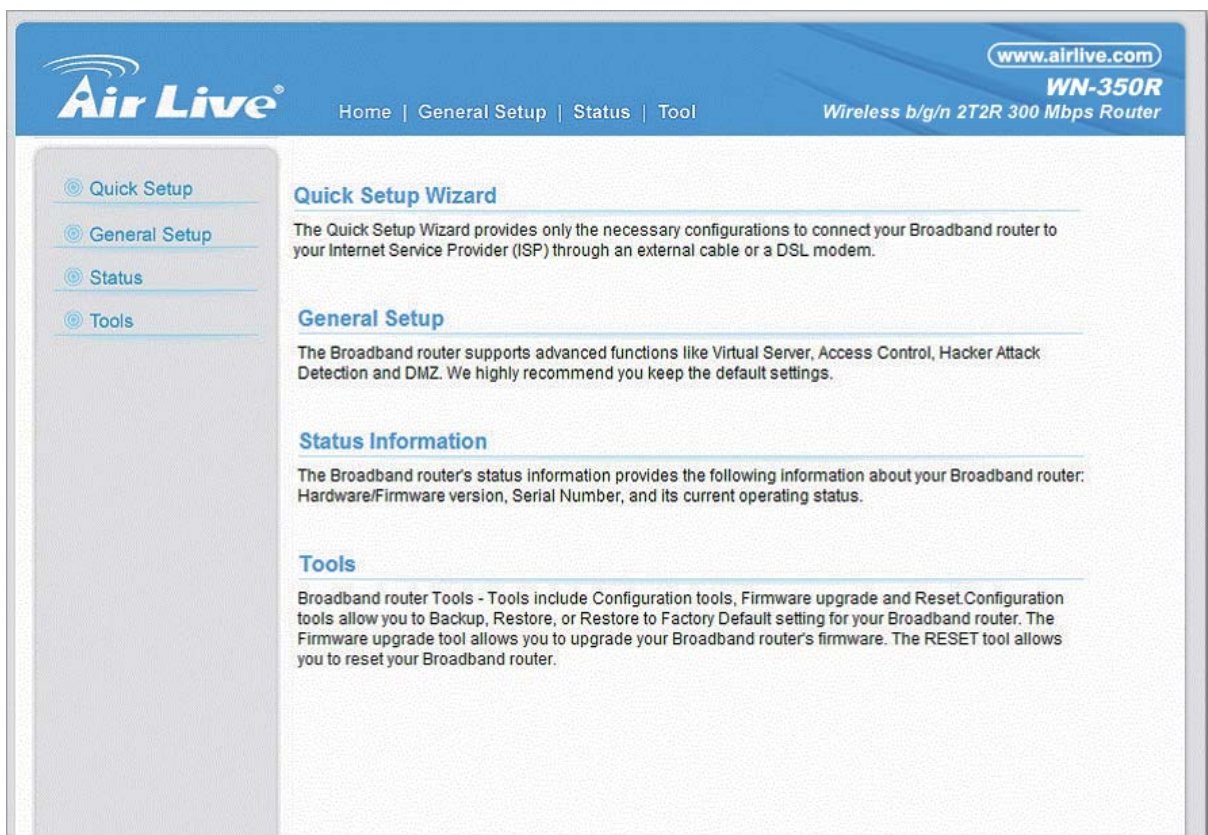 www.airlive.com
Air Live®
WN-350R
Home | General Setup | Status | Tool
Wireless b/g/n 2T2R 300 Mbps Router
Quick Setup
General Setup
Status
Tools
Quick Setup Wizard
The Quick Setup Wizard provides only the necessary configurations to connect your Broadband router to
your Internet Service Provider (ISP) through an external cable or a DSL modem.
General Setup
The Broadband router supports advanced functions like Virtual Server, Access Control, Hacker Attack
Detection and DMZ. We highly recommend you keep the default settings.
Status Information
The Broadband router's status information provides the following information about your Broadband router:
Hardware/Firmware version, Serial Number, and its current operating status.
Tools
Broadband router Tools - Tools include Configuration tools, Firmware upgrade and Reset.Configuration
tools allow you to Backup, Restore, or Restore to Factory Default setting for your Broadband router. The
Firmware upgrade tool allows you to upgrade your Broadband router's firmware. The RESET tool allows
you to reset your Broadband router.